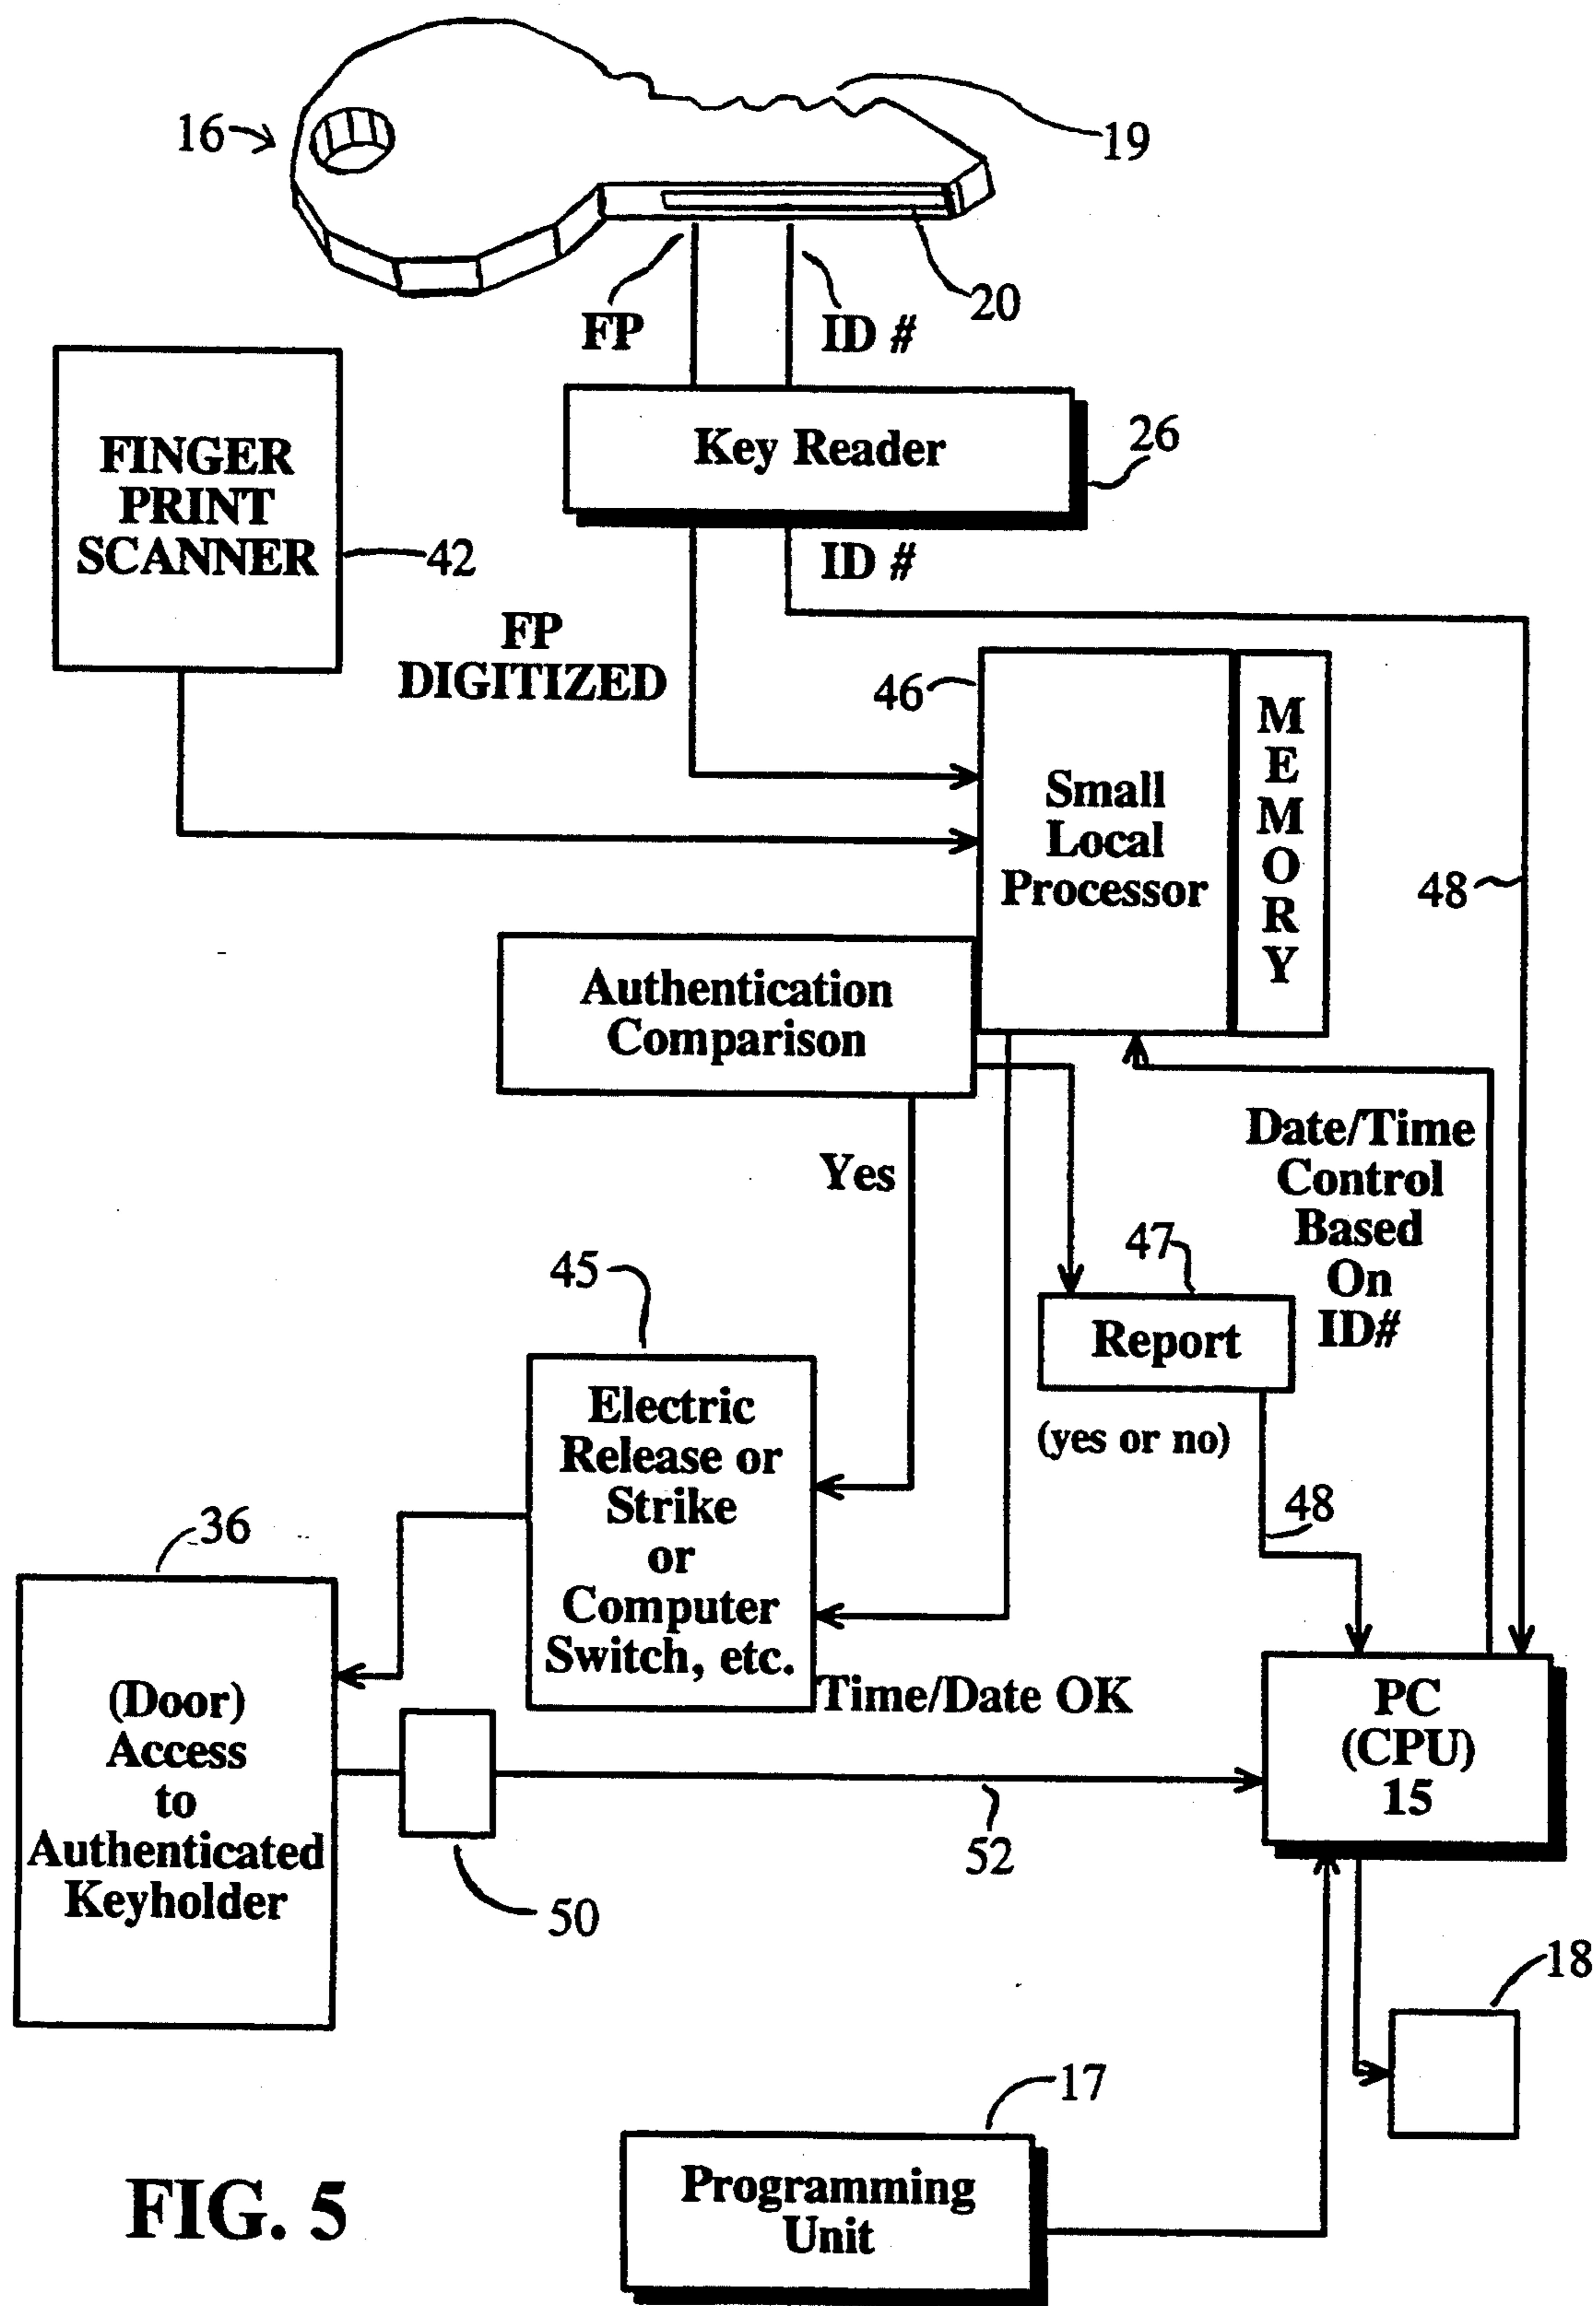 16
19
20
FP
ID #
Key Reader
26
FINGER
PRINT
SCANNER
42
ID #
FP
DIGITIZED
46
Small
Local
Processor
M
E
M
O
R
Y
48
Authentication
Comparison
Yes
Date/Time
Control
Based
On
ID#
47
Report
(yes or no)
48
45
Electric
Release or
Strike
or
Computer
Switch, etc.
Time/Date OK
36
(Door)
Access
to
Authenticated
Keyholder
50
52
PC
(CPU)
15
18
17
Programming
Unit
FIG. 5